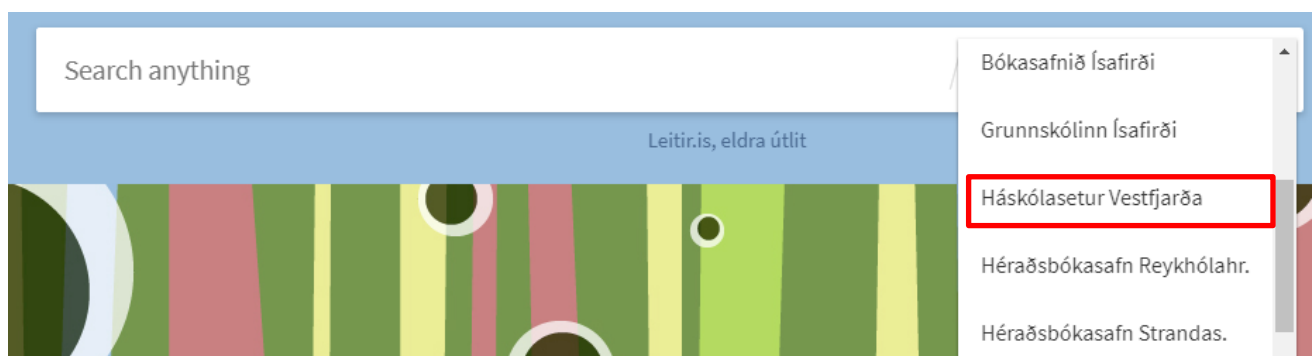 Search anything
Leitir.is, eldra útlit
Bókasafnið Ísafirði
Grunnskólinn Ísafirði
Háskólasetur Vestfjarða
Héraðsbókasafn Reykhólahr.
Héraðsbókasafn Strandas.